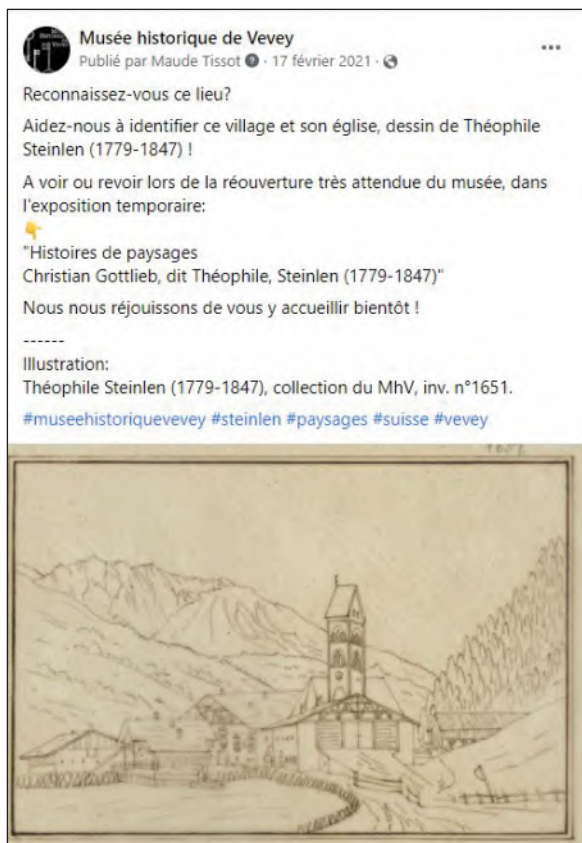 Musée historique de Vevey
Publié par Maude Tissot · 17 février 2021 ·
Reconnaissez-vous ce lieu?
Aidez-nous à identifier ce village et son église, dessin de Théophile
Steinlen (1779-1847) !
A voir ou revoir lors de la réouverture très attendue du musée, dans
l'exposition temporaire:
👇
"Histoires de paysages
Christian Gottlieb, dit Théophile, Steinlen (1779-1847)"
Nous nous réjouissons de vous y accueillir bientôt !
------
Illustration:
Théophile Steinlen (1779-1847), collection du MhV, inv. n°1651.
#museehistoriquevevey #steinlen #paysages #suisse #vevey